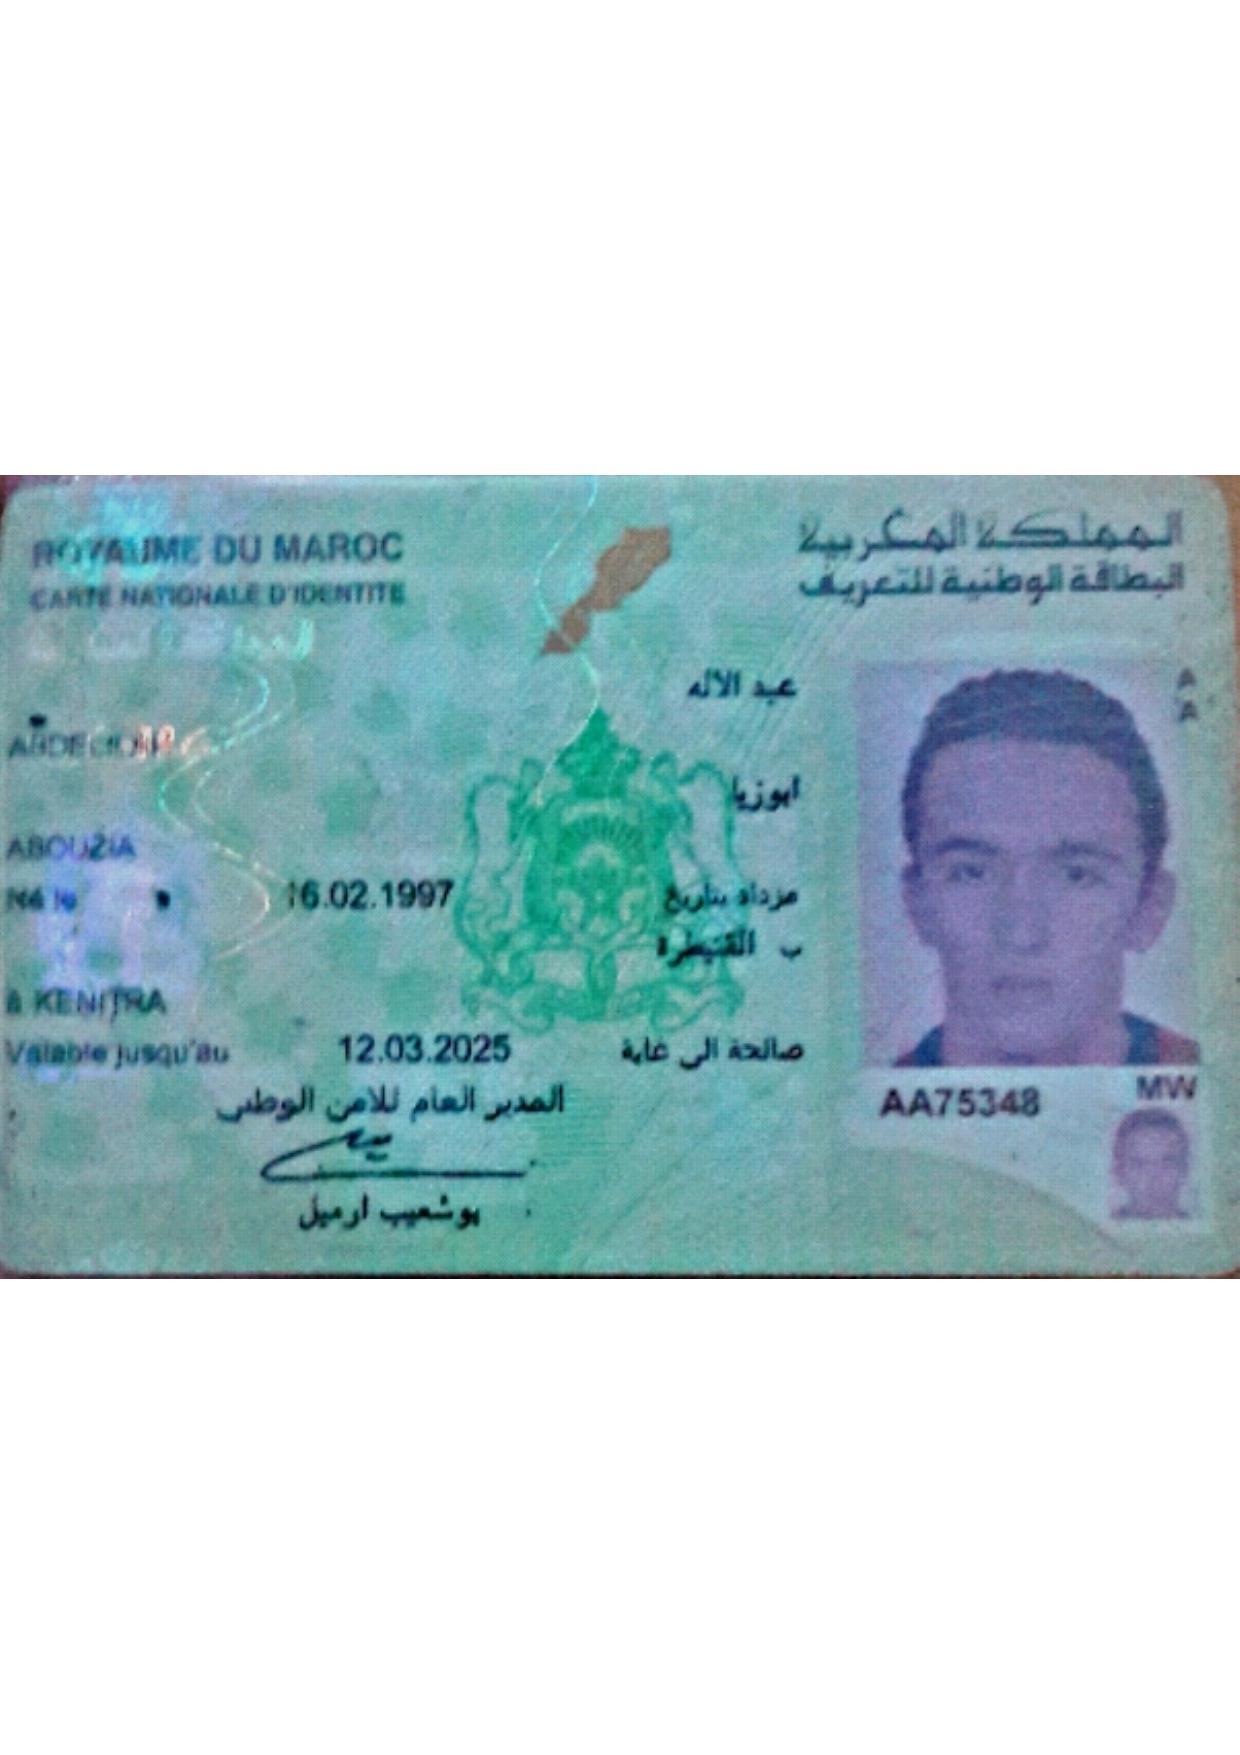 ROYAUME DU MAROC
CARTE NATIONALE D'IDENTITE
المملكة المغربية
البطاقة الوطنية للتعريف
عبد الاله
ابوزيا
ABOUZIA
Né le 16.02.1997 مزداد بتاريخ
ب القنيطرة
à KENITRA
Valable jusqu'au 12.03.2025 صالحة الى غاية
المدير العام للامن الوطني
بوشعيب ارميل
A
A
AA75348
MW